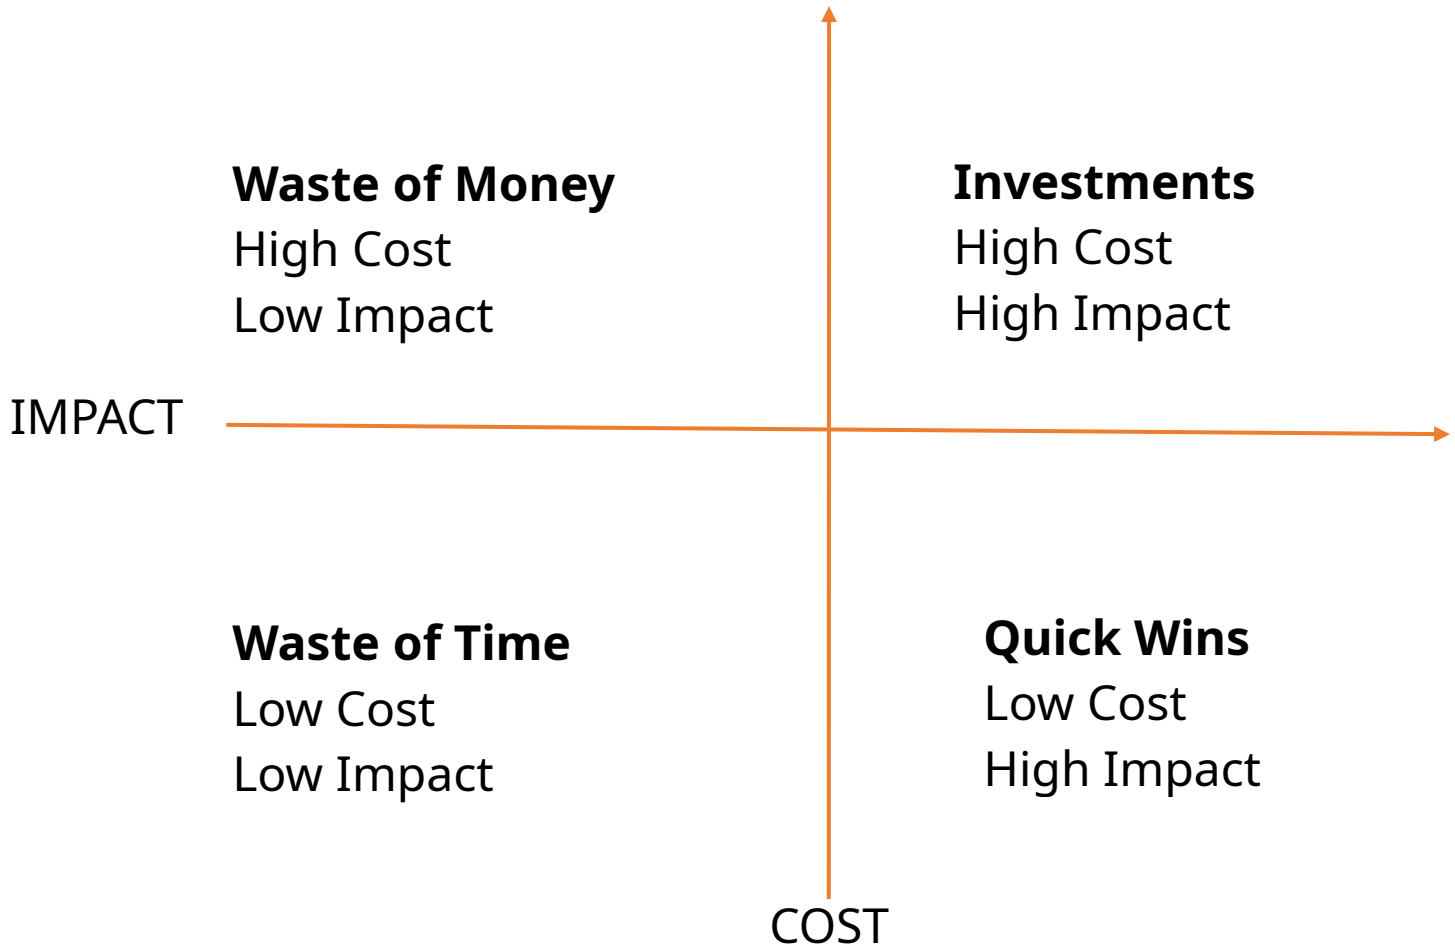 Waste of Money
High Cost
Low Impact
Investments
High Cost
High Impact
IMPACT
Waste of Time
Low Cost
Low Impact
Quick Wins
Low Cost
High Impact
COST